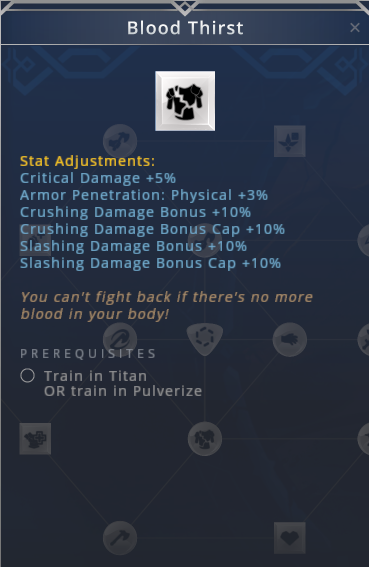 Blood Thirst
Stat Adjustments:
Critical Damage +5%
Armor Penetration: Physical +3%
Crushing Damage Bonus +10%
Crushing Damage Bonus Cap +10%
Slashing Damage Bonus +10%
Slashing Damage Bonus Cap +10%
You can't fight back if there's no more
blood in your body!
PREREQUISITES
Train in Titan
OR train in Pulverize